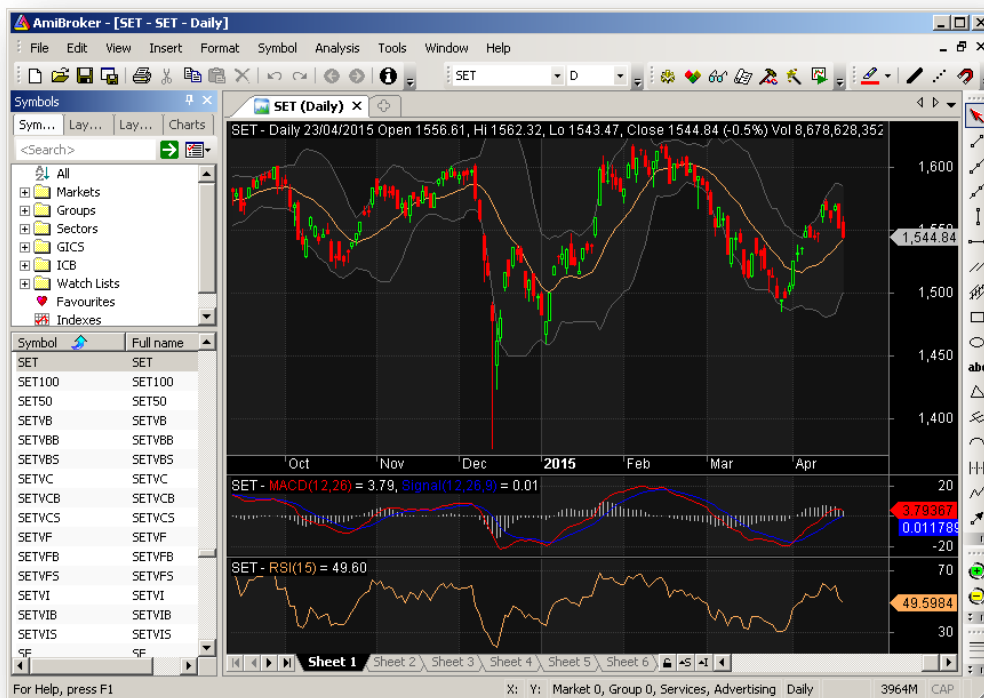 AmiBroker - [SET - SET - Daily]
File Edit View Insert Format Symbol Analysis Tools Window Help
SET D
Symbols
Sym... Lay... Lay... Charts
<Search>
All
Markets
Groups
Sectors
GICS
ICB
Watch Lists
Favourites
Indexes
Symbol Full name
SET SET
SET100 SET100
SET50 SET50
SETVB SETVB
SETVBB SETVBB
SETVBS SETVBS
SETVC SETVC
SETVCB SETVCB
SETVCS SETVCS
SETVF SETVF
SETVFB SETVFB
SETVFS SETVFS
SETVI SETVI
SETVIB SETVIB
SETVIS SETVIS
SET (Daily)
SET - Daily 23/04/2015 Open 1556.61, Hi 1562.32, Lo 1543.47, Close 1544.84 (-0.5%) Vol 8,678,628,352
1,600
1,544.84
1,500
1,450
1,400
Oct Nov Dec 2015 Feb Mar Apr
SET - MACD(12,26) = 3.79, Signal(12,26,9) = 0.01
20
3.79367
0.011789
-20
SET - RSI(15) = 49.60
70
49.5984
30
Sheet 1 Sheet 2 Sheet 3 Sheet 4 Sheet 5 Sheet 6
abc
For Help, press F1
X: Y: Market 0, Group 0, Services, Advertising Daily 3964M CAP